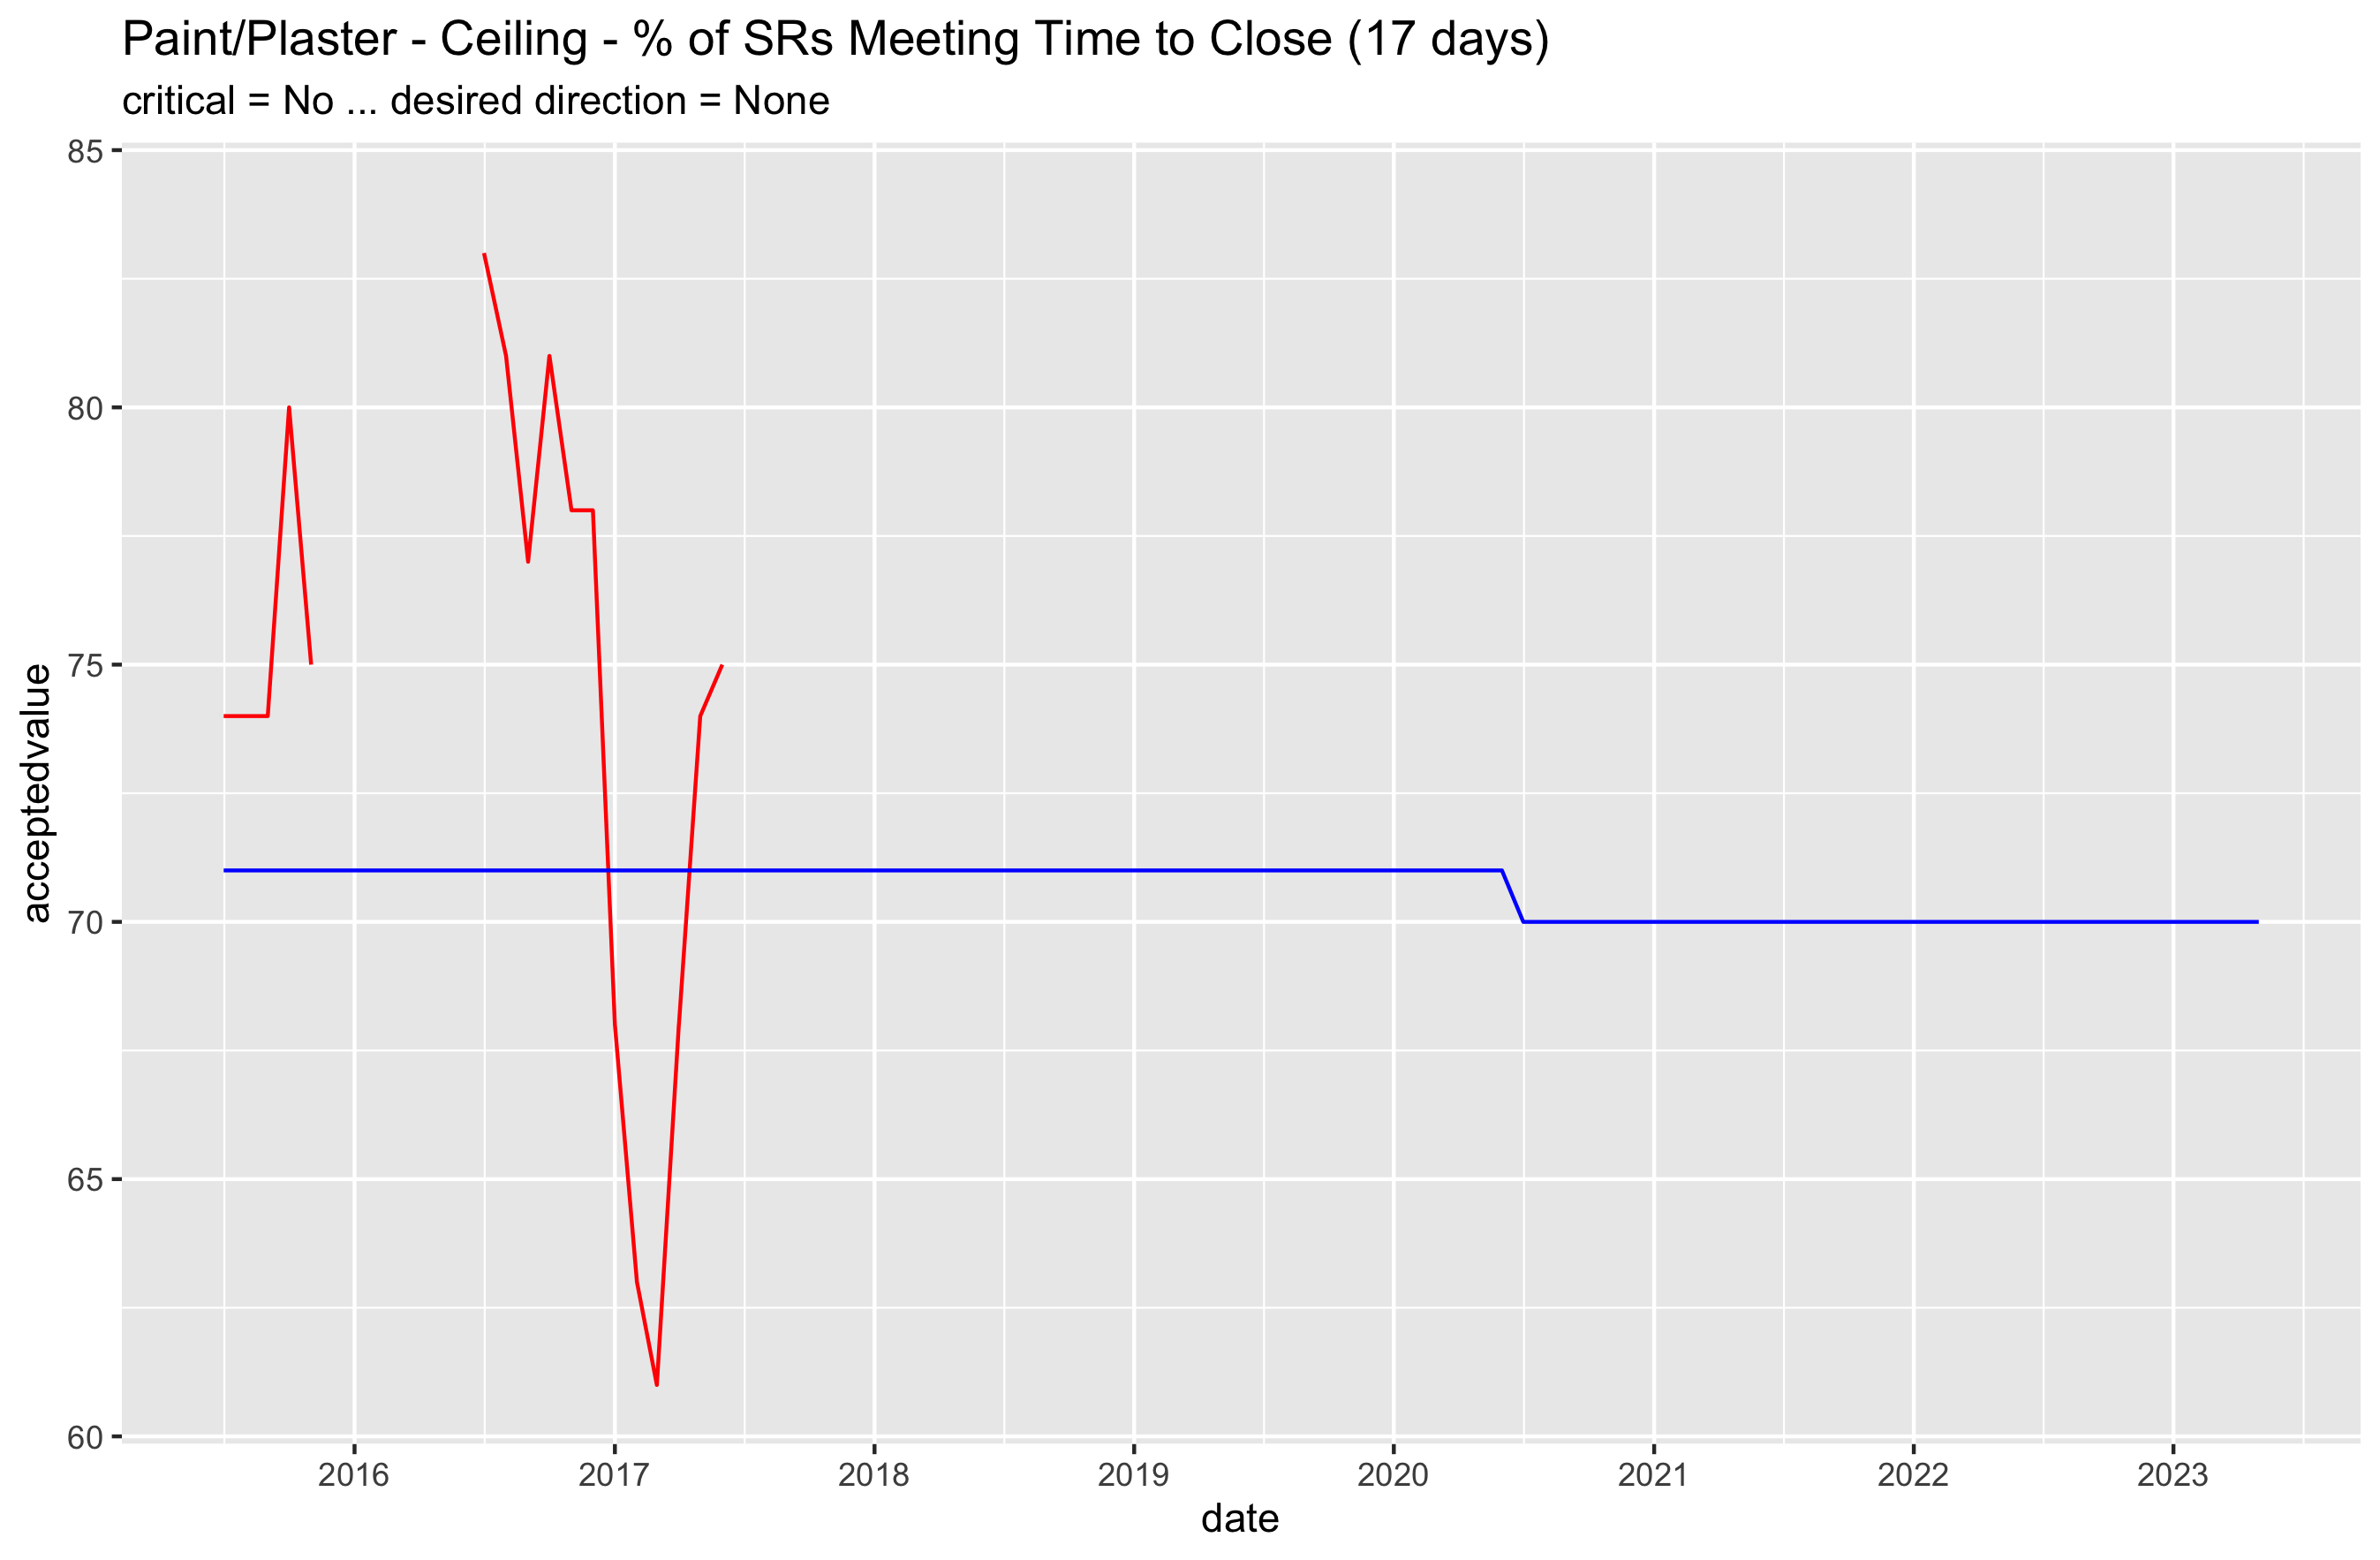 Paint/Plaster - Ceiling - % of SRs Meeting Time to Close (17 days)
critical = No ... desired direction = None
85
80
75
70
65
60
acceptedvalue
2016 2017 2018 2019 2020 2021 2022 2023
date